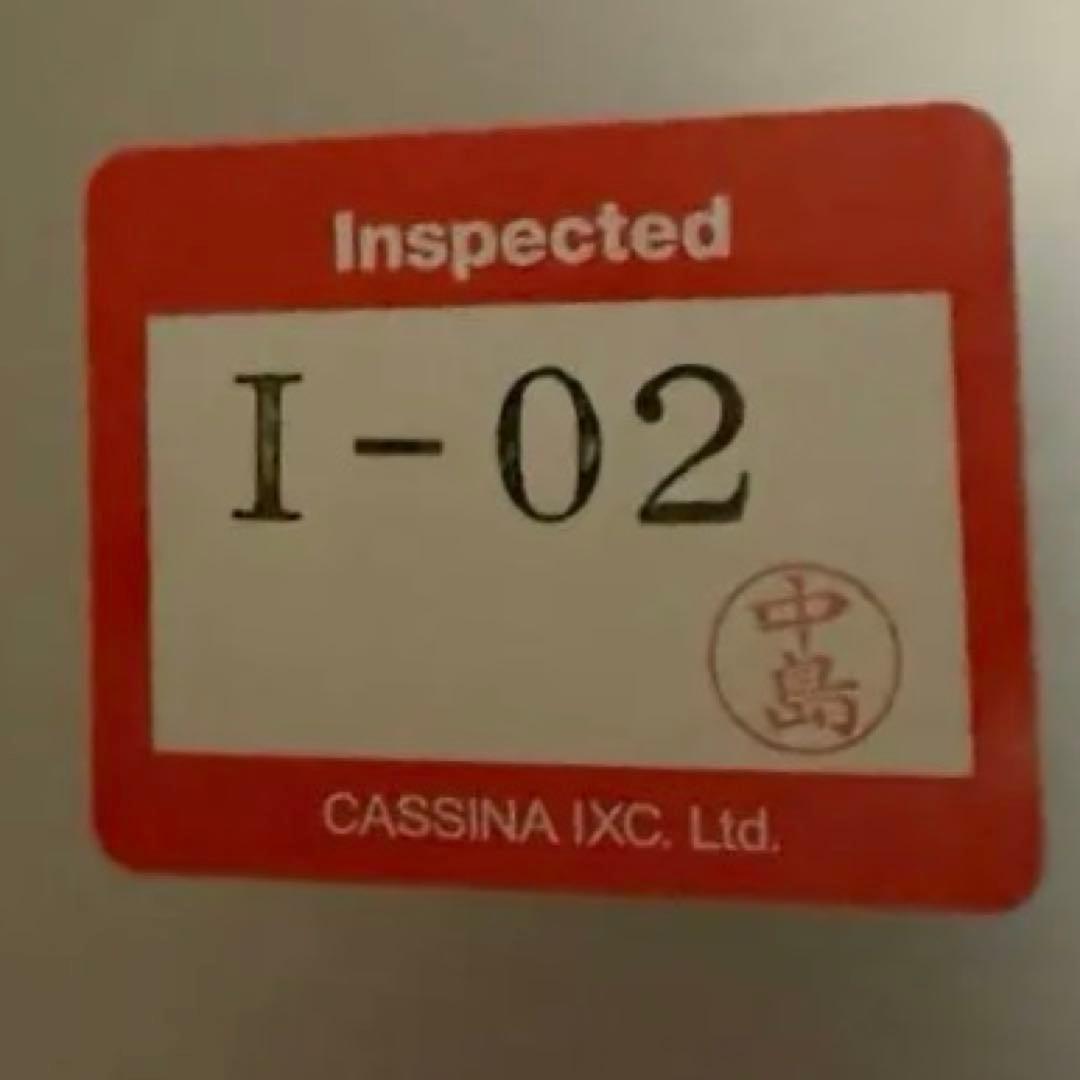 Inspected
I-02
中島
CASSINA IXC. Ltd.